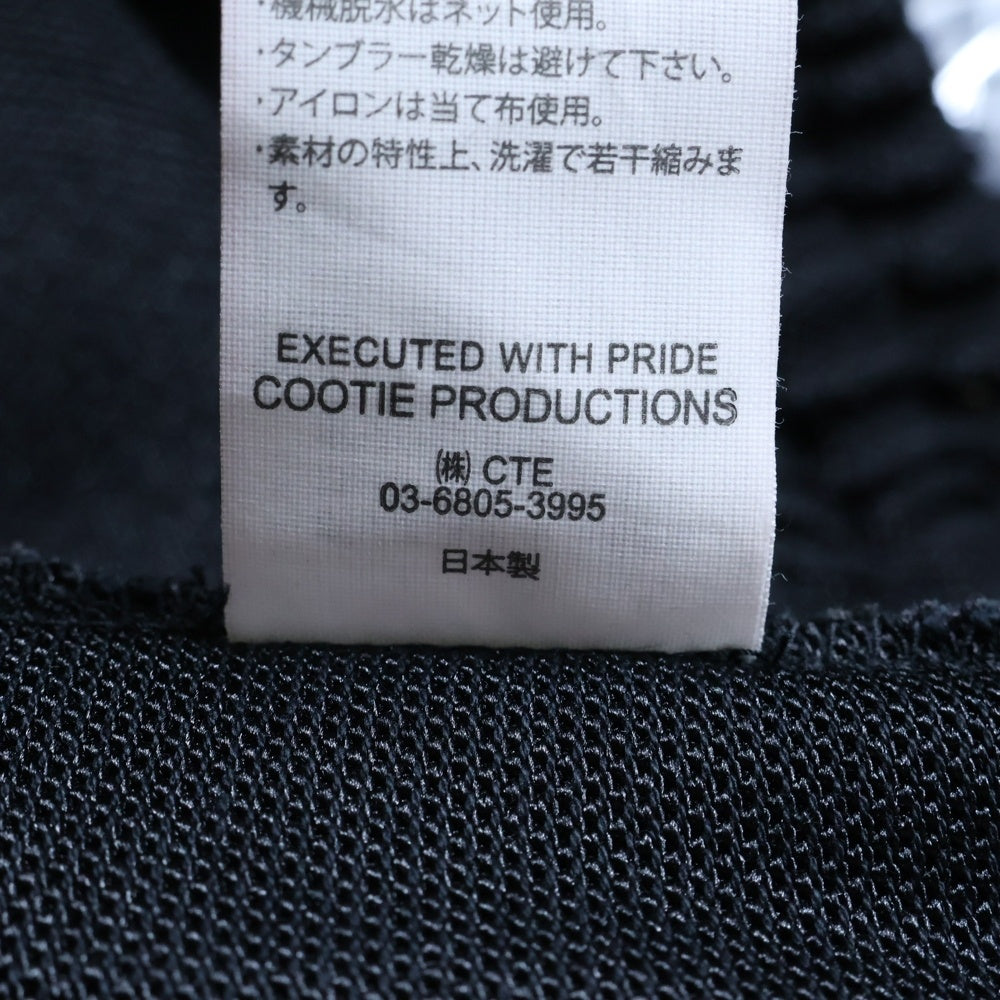 ・機械脱水はネット使用。
・タンブラー乾燥は避けて下さい。
・アイロンは当て布使用。
・素材の特性上、洗濯で若干縮みま
す。
EXECUTED WITH PRIDE
COOTIE PRODUCTIONS
㈱ CTE
03-6805-3995
日本製